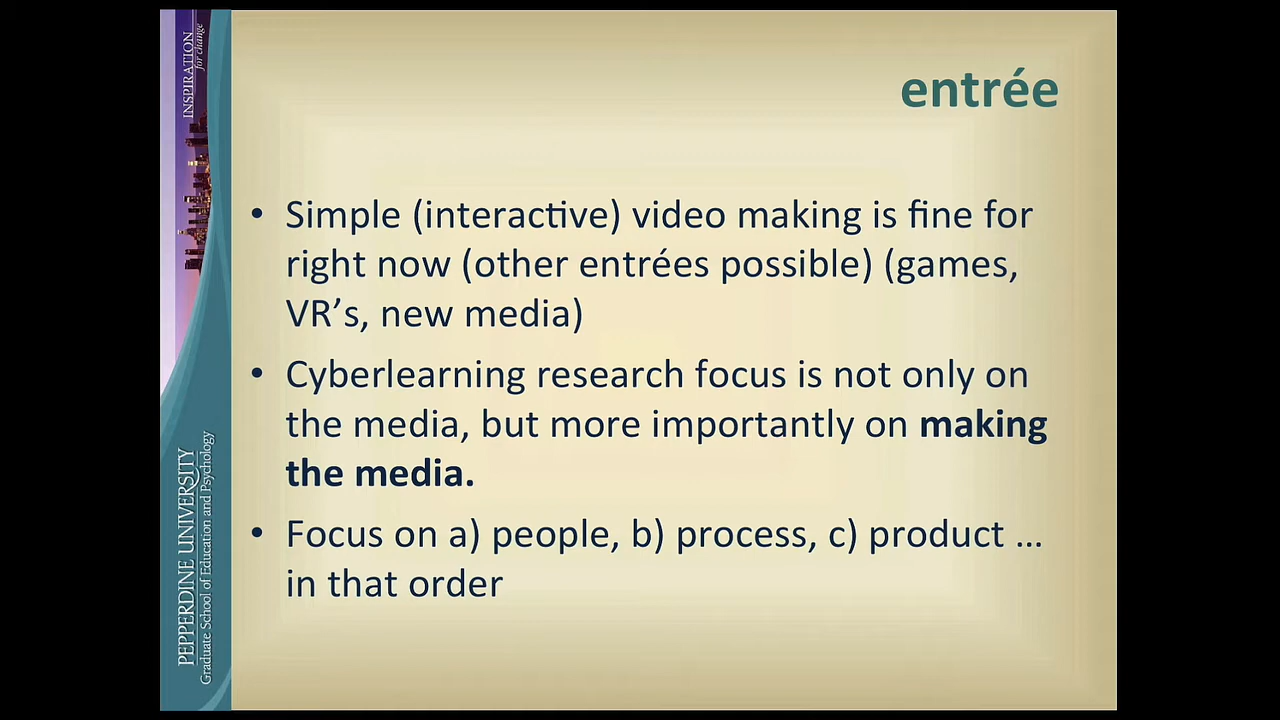 entrée
• Simple (interactive) video making is fine for
right now (other entrées possible) (games,
VR’s, new media)
• Cyberlearning research focus is not only on
the media, but more importantly on making
the media.
• Focus on a) people, b) process, c) product …
in that order
INSPIRATION
for change
PEPPERDINE UNIVERSITY
Graduate School of Education and Psychology